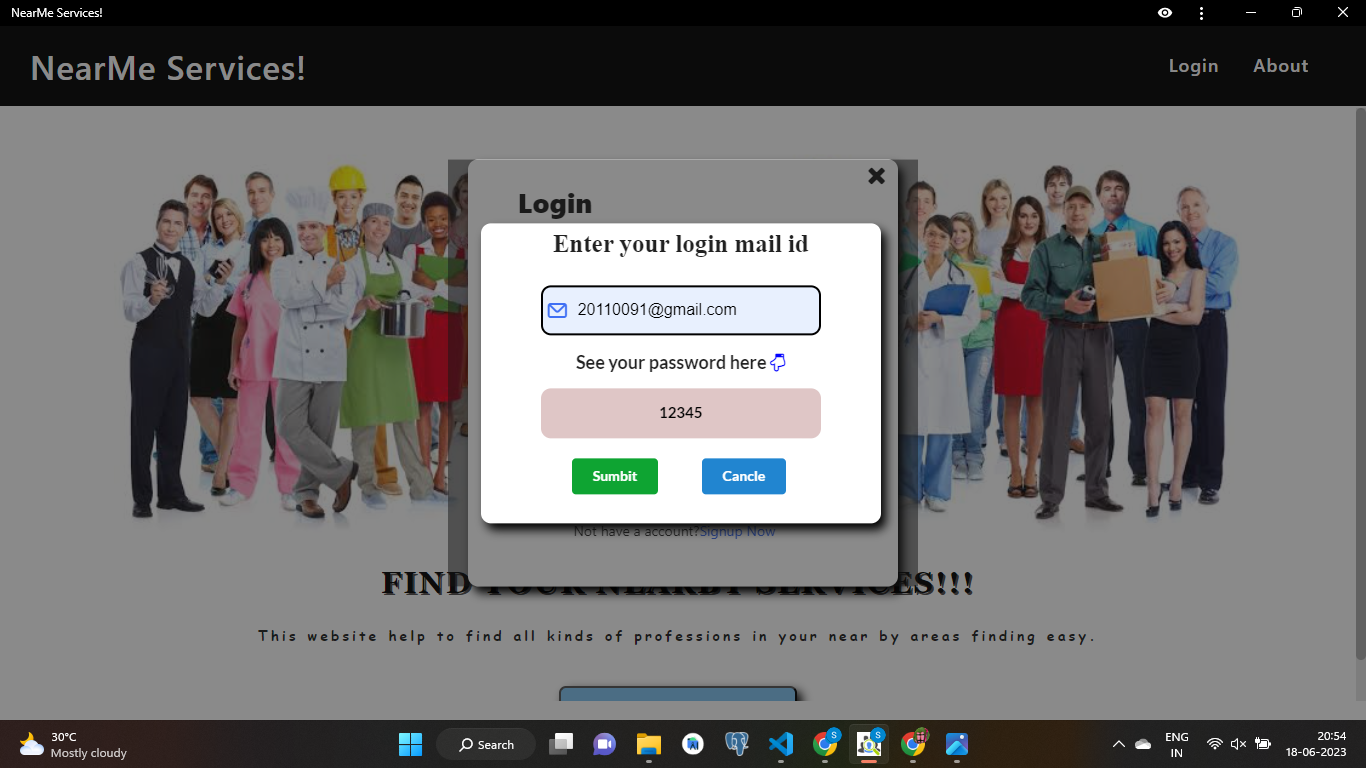 NearMe Services!
NearMe Services!
Login
About
Login
Enter your login mail id
20110091@gmail.com
See your password here
12345
Sumbit
Cancle
Not have a account?Signup Now
FIND YOUR NEARBY SERVICES!!!
This website help to find all kinds of professions in your near by areas finding easy.
30°C
Mostly cloudy
Search
S
S
ENG
IN
20:54
18-06-2023